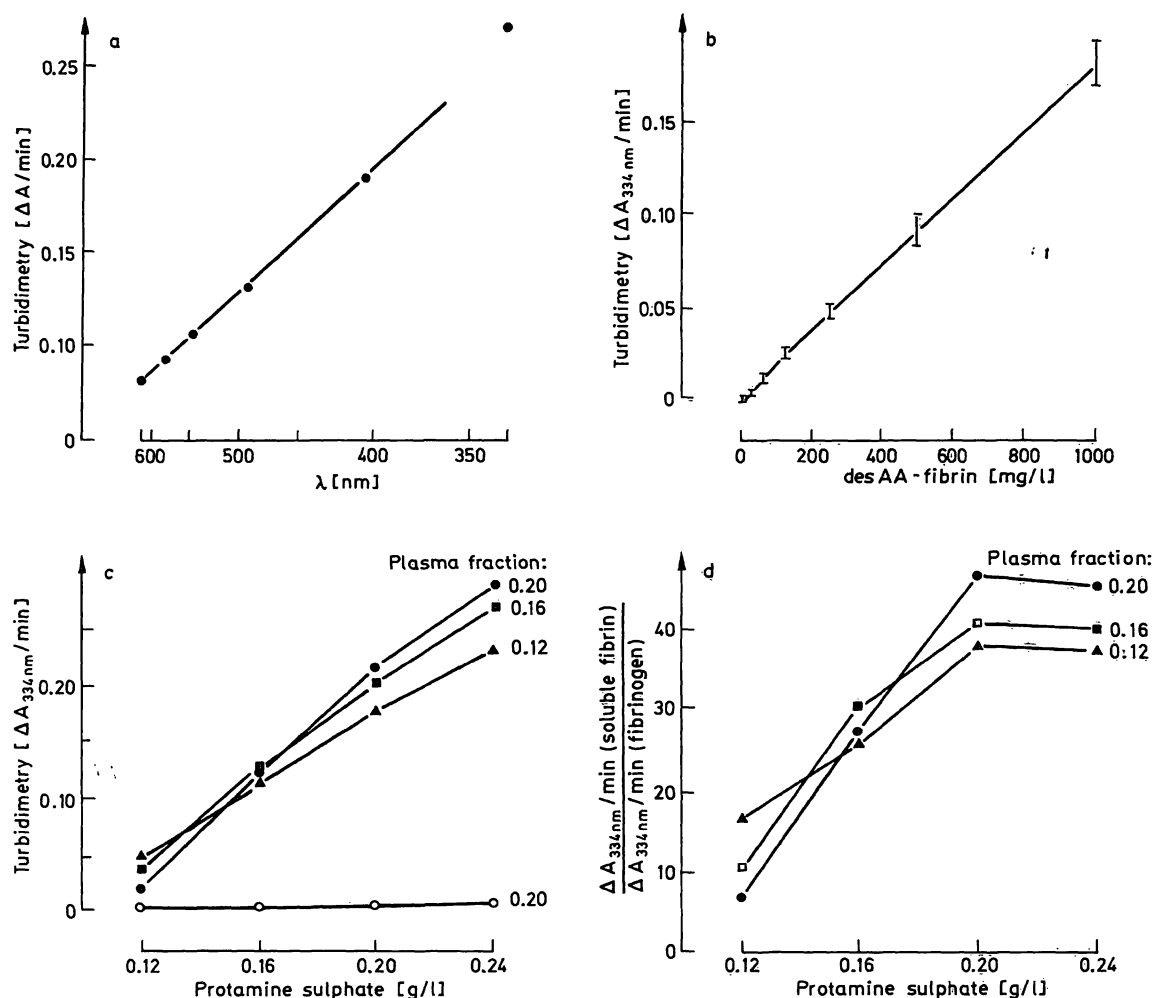 a
Turbidimetry [ ΔA/min]
0.25
0.20
0.15
0.10
0
600
500
400
350
λ[nm]
b
Turbidimetry [ ΔA334 nm/min]
0.15
0.10
0.05
0
0
200
400
600
800
1000
des AA-fibrin [mg/l]
c
Plasma fraction:
0.20
0.16
0.12
0.20
Turbidimetry [ ΔA334nm/min]
0.20
0.10
0
0.12
0.16
0.20
0.24
Protamine sulphate [g/l]
d
Plasma fraction:
0.20
0.16
0.12
ΔA334nm/min (soluble fibrin)
ΔA334nm/min (fibrinogen)
40
30
20
10
0
0.12
0.16
0.20
0.24
Protamine sulphate [g/l]